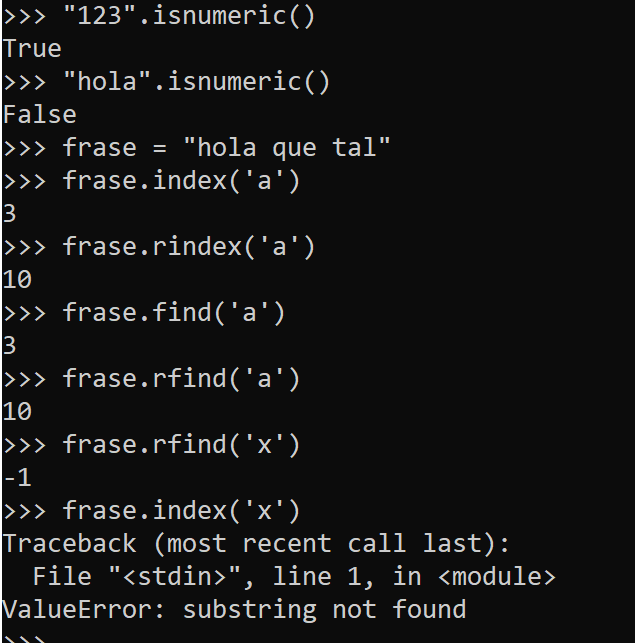 >>> "123".isnumeric()
True
>>> "hola".isnumeric()
False
>>> frase = "hola que tal"
>>> frase.index('a')
3
>>> frase.rindex('a')
10
>>> frase.find('a')
3
>>> frase.rfind('a')
10
>>> frase.rfind('x')
-1
>>> frase.index('x')
Traceback (most recent call last):
  File "<stdin>", line 1, in <module>
ValueError: substring not found
>>>